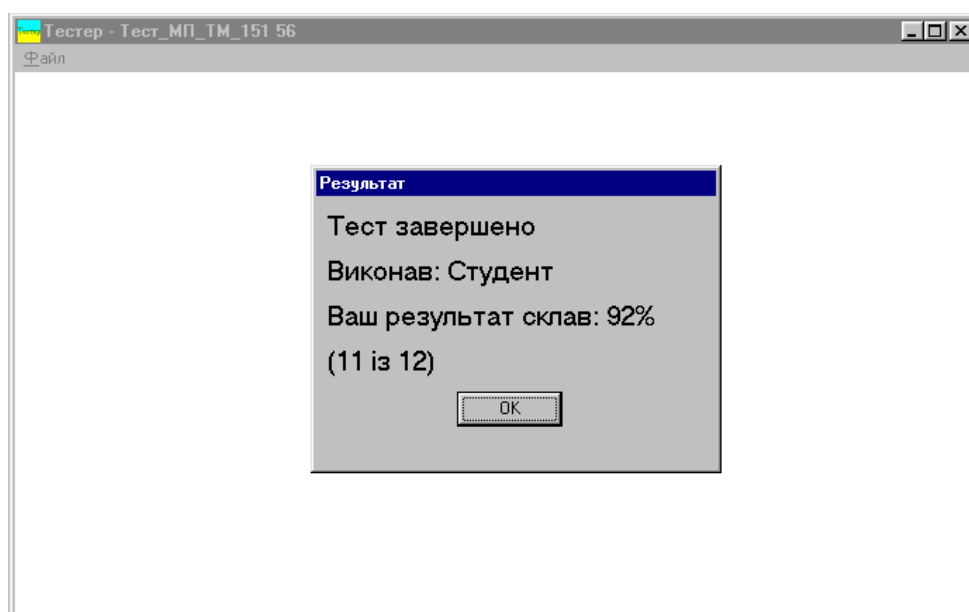 Тестер - Тест_МП_ТМ_151 56
Файл
Результат
Тест завершено
Виконав: Студент
Ваш результат склав: 92%
(11 із 12)
OK